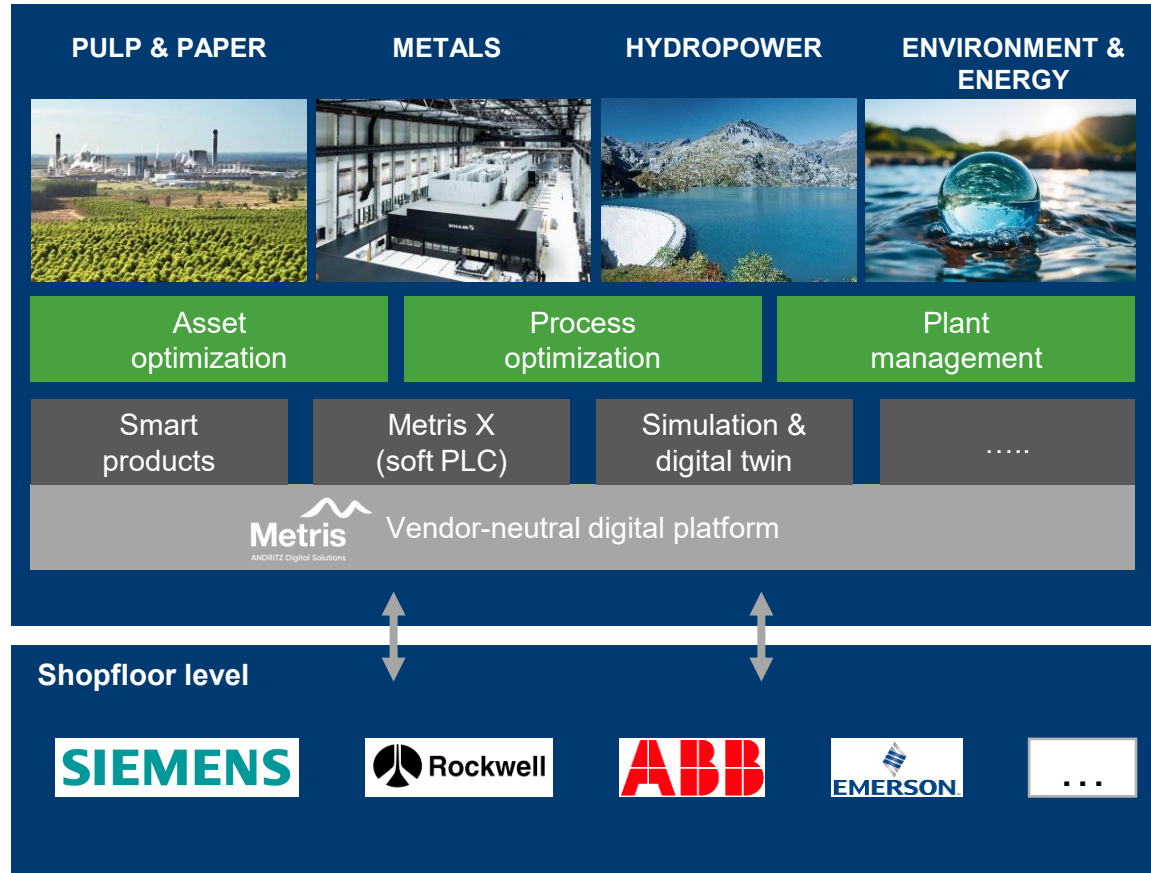 PULP & PAPER
METALS
HYDROPOWER
ENVIRONMENT &
ENERGY
SCHULER
Asset
optimization
Process
optimization
Plant
management
Smart
products
Metris X
(soft PLC)
Simulation &
digital twin
.....
Metris
ANDRITZ Digital Solutions
Vendor-neutral digital platform
Shopfloor level
SIEMENS
Rockwell
ABB
EMERSON
...